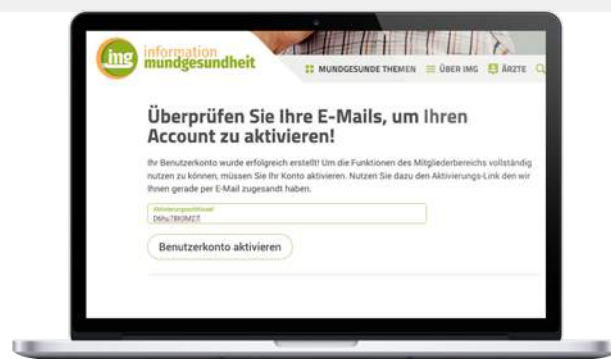 img
information
mundgesundheit
MUNDGESUNDE THEMEN ÜBER IMG ÄRZTE
Überprüfen Sie Ihre E-Mails, um Ihren
Account zu aktivieren!
Ihr Benutzerkonto wurde erfolgreich erstellt! Um die Funktionen des Mitgliederbereichs vollständig
nutzen zu können, müssen Sie Ihr Konto aktivieren. Nutzen Sie dazu den Aktivierungs-Link den wir
Ihnen gerade per E-Mail zugesandt haben.
Aktivierungsschlüssel
Benutzerkonto aktivieren